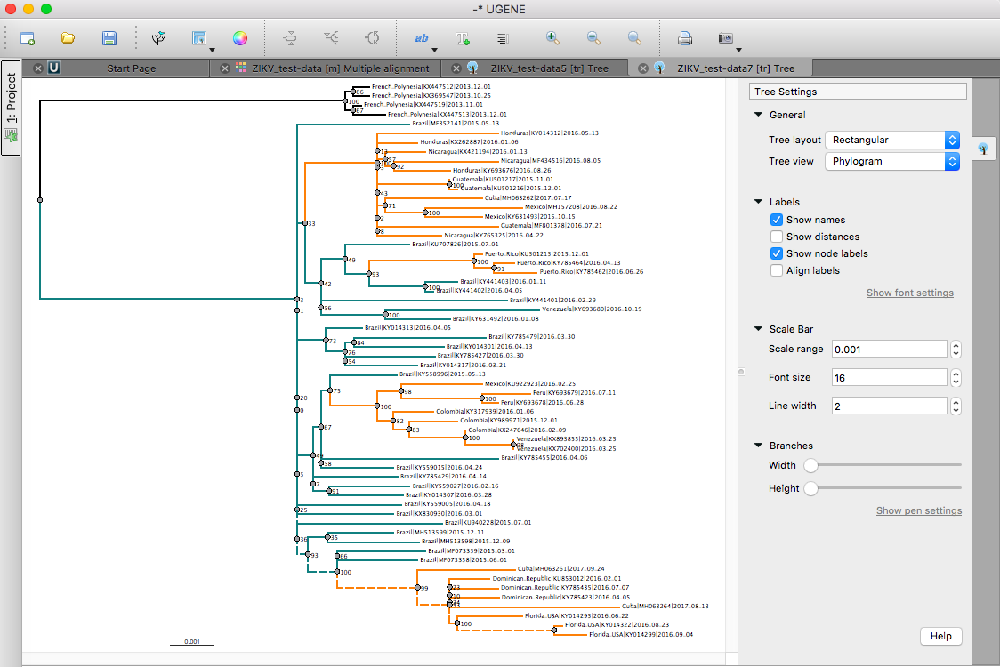 -* UGENE
Start Page
ZIKV_test-data [m] Multiple alignment
ZIKV_test-data5 [tr] Tree
ZIKV_test-data7 [tr] Tree
1: Project
French.Polynesia|KX447512|2013.12.01
66
French.Polynesia|KX369547|2013.10.25
100
French.Polynesia|KX447519|2013.11.01
67
French.Polynesia|KX447513|2013.12.01
Brazil|MF352141|2015.05.13
Honduras|KY014312|2016.05.13
Honduras|KX262887|2016.01.06
13
Nicaragua|KX421194|2016.01.13
57
Nicaragua|MF434516|2016.08.05
92
Honduras|KY693676|2016.08.26
Guatemala|KU501217|2015.11.01
100
Guatemala|KU501216|2015.12.01
43
Cuba|MH063262|2017.07.17
71
Mexico|MH157208|2016.08.22
100
Mexico|KY631493|2015.10.15
2
33
Guatemala|MF801378|2016.07.21
8
Nicaragua|KY765325|2016.04.22
Brazil|KU707826|2015.07.01
Puerto.Rico|KU501215|2015.12.01
49
100
Puerto.Rico|KY785464|2016.04.13
91
Puerto.Rico|KY785462|2016.06.26
93
Brazil|KY441403|2016.01.11
42
100
Brazil|KY441402|2016.04.05
3
Brazil|KY441401|2016.02.29
56
Venezuela|KY693680|2016.10.19
1
100
Brazil|KY631492|2016.01.08
Brazil|KY014313|2016.04.05
73
Brazil|KY785479|2016.03.30
84
Brazil|KY014301|2016.04.13
76
Brazil|KY785427|2016.03.30
54
Brazil|KY014317|2016.03.21
Brazil|KY558996|2015.05.13
75
Mexico|KU922923|2016.02.25
98
Peru|KY693679|2016.07.11
20
100
Peru|KY693678|2016.06.28
100
0
Colombia|KY317939|2016.01.06
82
Colombia|KY989971|2015.12.01
67
83
Colombia|KX247646|2016.02.09
100
Venezuela|KX893855|2016.03.25
Venezuela|KX702400|2016.03.25
Brazil|KY785455|2016.04.06
58
Brazil|KY559015|2016.04.24
5
Brazil|KY785429|2016.04.14
7
Brazil|KY559027|2016.02.16
91
Brazil|KY014307|2016.03.28
Brazil|KY559005|2016.04.18
25
Brazil|KX830930|2016.03.01
Brazil|KU940228|2015.07.01
Brazil|MH513599|2015.12.11
36
35
Brazil|MH513598|2015.12.09
93
Brazil|MF073359|2015.03.01
66
Brazil|MF073358|2015.06.01
100
Cuba|MH063261|2017.09.24
Dominican.Republic|KU853012|2016.02.01
99
23
Dominican.Republic|KY785435|2016.07.07
10
Dominican.Republic|KY785423|2016.04.05
Cuba|MH063264|2017.08.13
Florida.USA|KY014295|2016.06.22
100
Florida.USA|KY014322|2016.08.23
Florida.USA|KY014299|2016.09.04
0.001
Tree Settings
General
Tree layout Rectangular
Tree view Phylogram
Labels
Show names
Show distances
Show node labels
Align labels
Show font settings
Scale Bar
Scale range 0.001
Font size 16
Line width 2
Branches
Width
Height
Show pen settings
Help